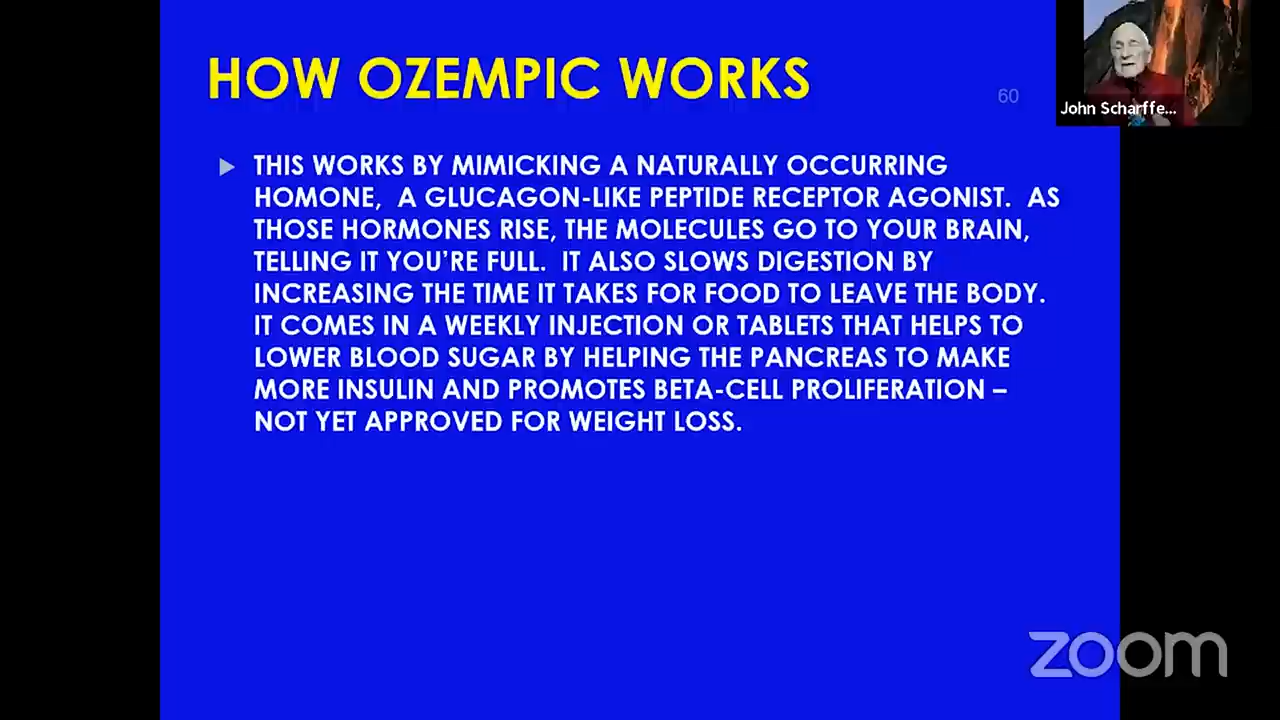 HOW OZEMPIC WORKS
60
John Scharffe...
THIS WORKS BY MIMICKING A NATURALLY OCCURRING
HOMONE,  A GLUCAGON-LIKE PEPTIDE RECEPTOR AGONIST.  AS
THOSE HORMONES RISE, THE MOLECULES GO TO YOUR BRAIN,
TELLING IT YOU’RE FULL.  IT ALSO SLOWS DIGESTION BY
INCREASING THE TIME IT TAKES FOR FOOD TO LEAVE THE BODY.
IT COMES IN A WEEKLY INJECTION OR TABLETS THAT HELPS TO
LOWER BLOOD SUGAR BY HELPING THE PANCREAS TO MAKE
MORE INSULIN AND PROMOTES BETA-CELL PROLIFERATION –
NOT YET APPROVED FOR WEIGHT LOSS.
zoom